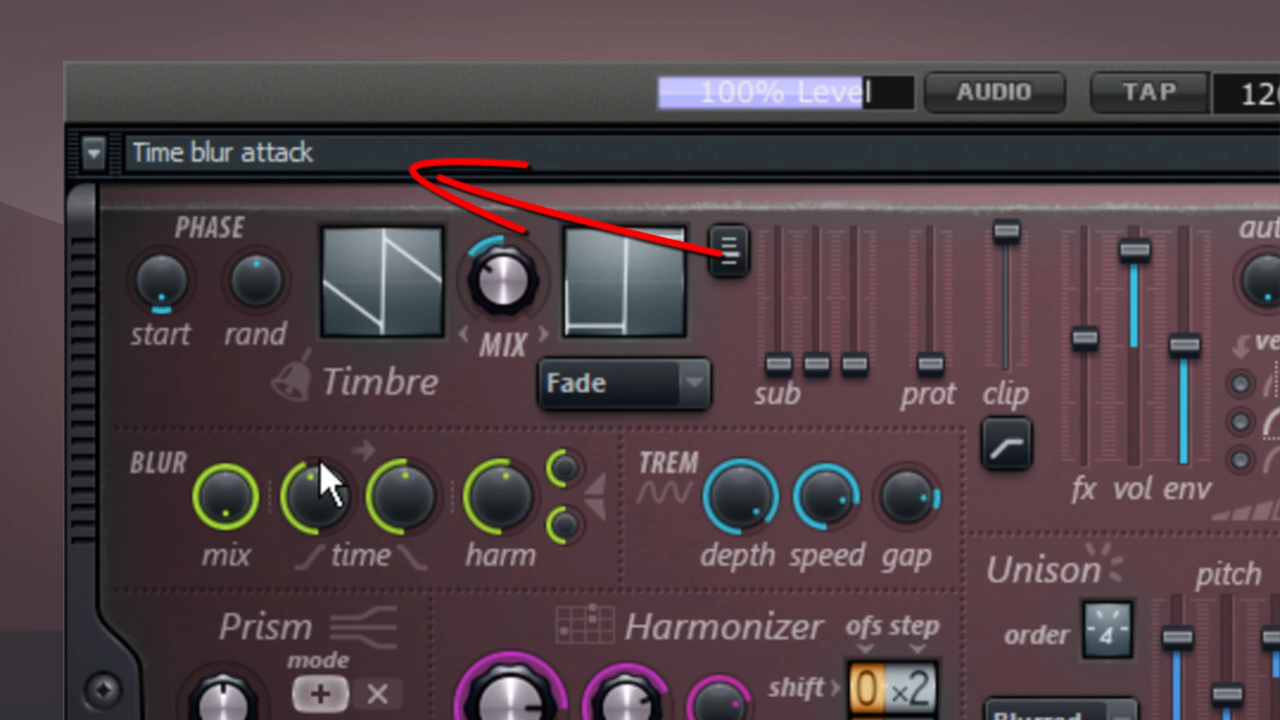 100% Level
AUDIO
TAP
Time blur attack
PHASE
start
rand
MIX
Timbre
Fade
sub
prot
clip
fx vol env
BLUR
mix
time
harm
TREM
depth speed gap
Unison
pitch
order
4
Prism
mode
+ X
Harmonizer
ofs step
shift
0 x2
Blurred